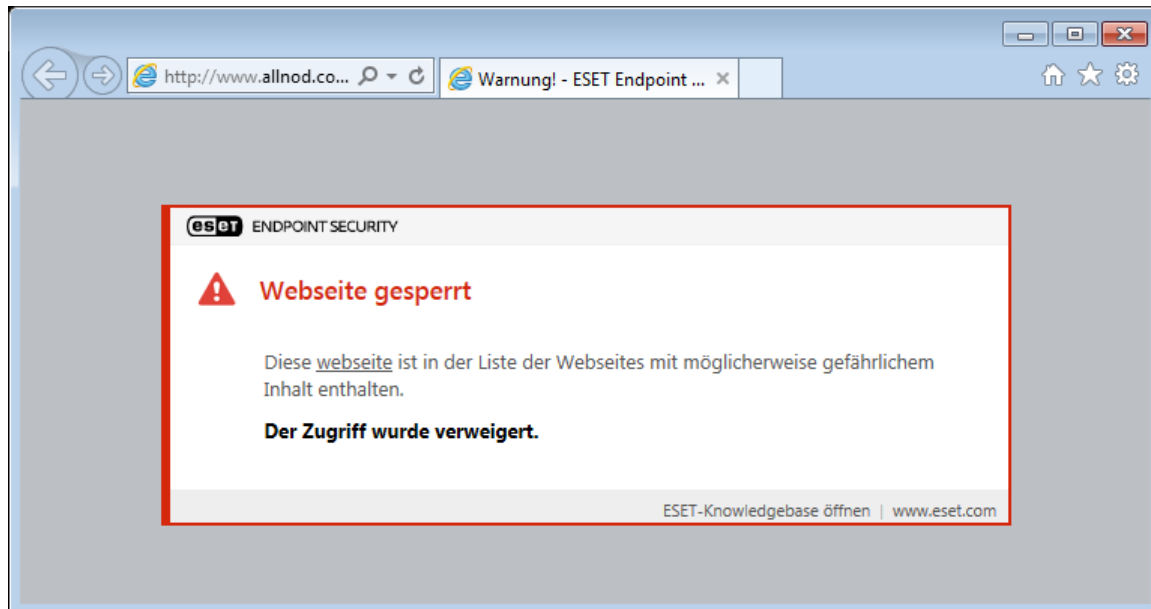 http://www.allnod.co...
Warnung! - ESET Endpoint ...
eset ENDPOINT SECURITY
Webseite gesperrt
Diese webseite ist in der Liste der Webseites mit möglicherweise gefährlichem
Inhalt enthalten.
Der Zugriff wurde verweigert.
ESET-Knowledgebase öffnen | www.eset.com